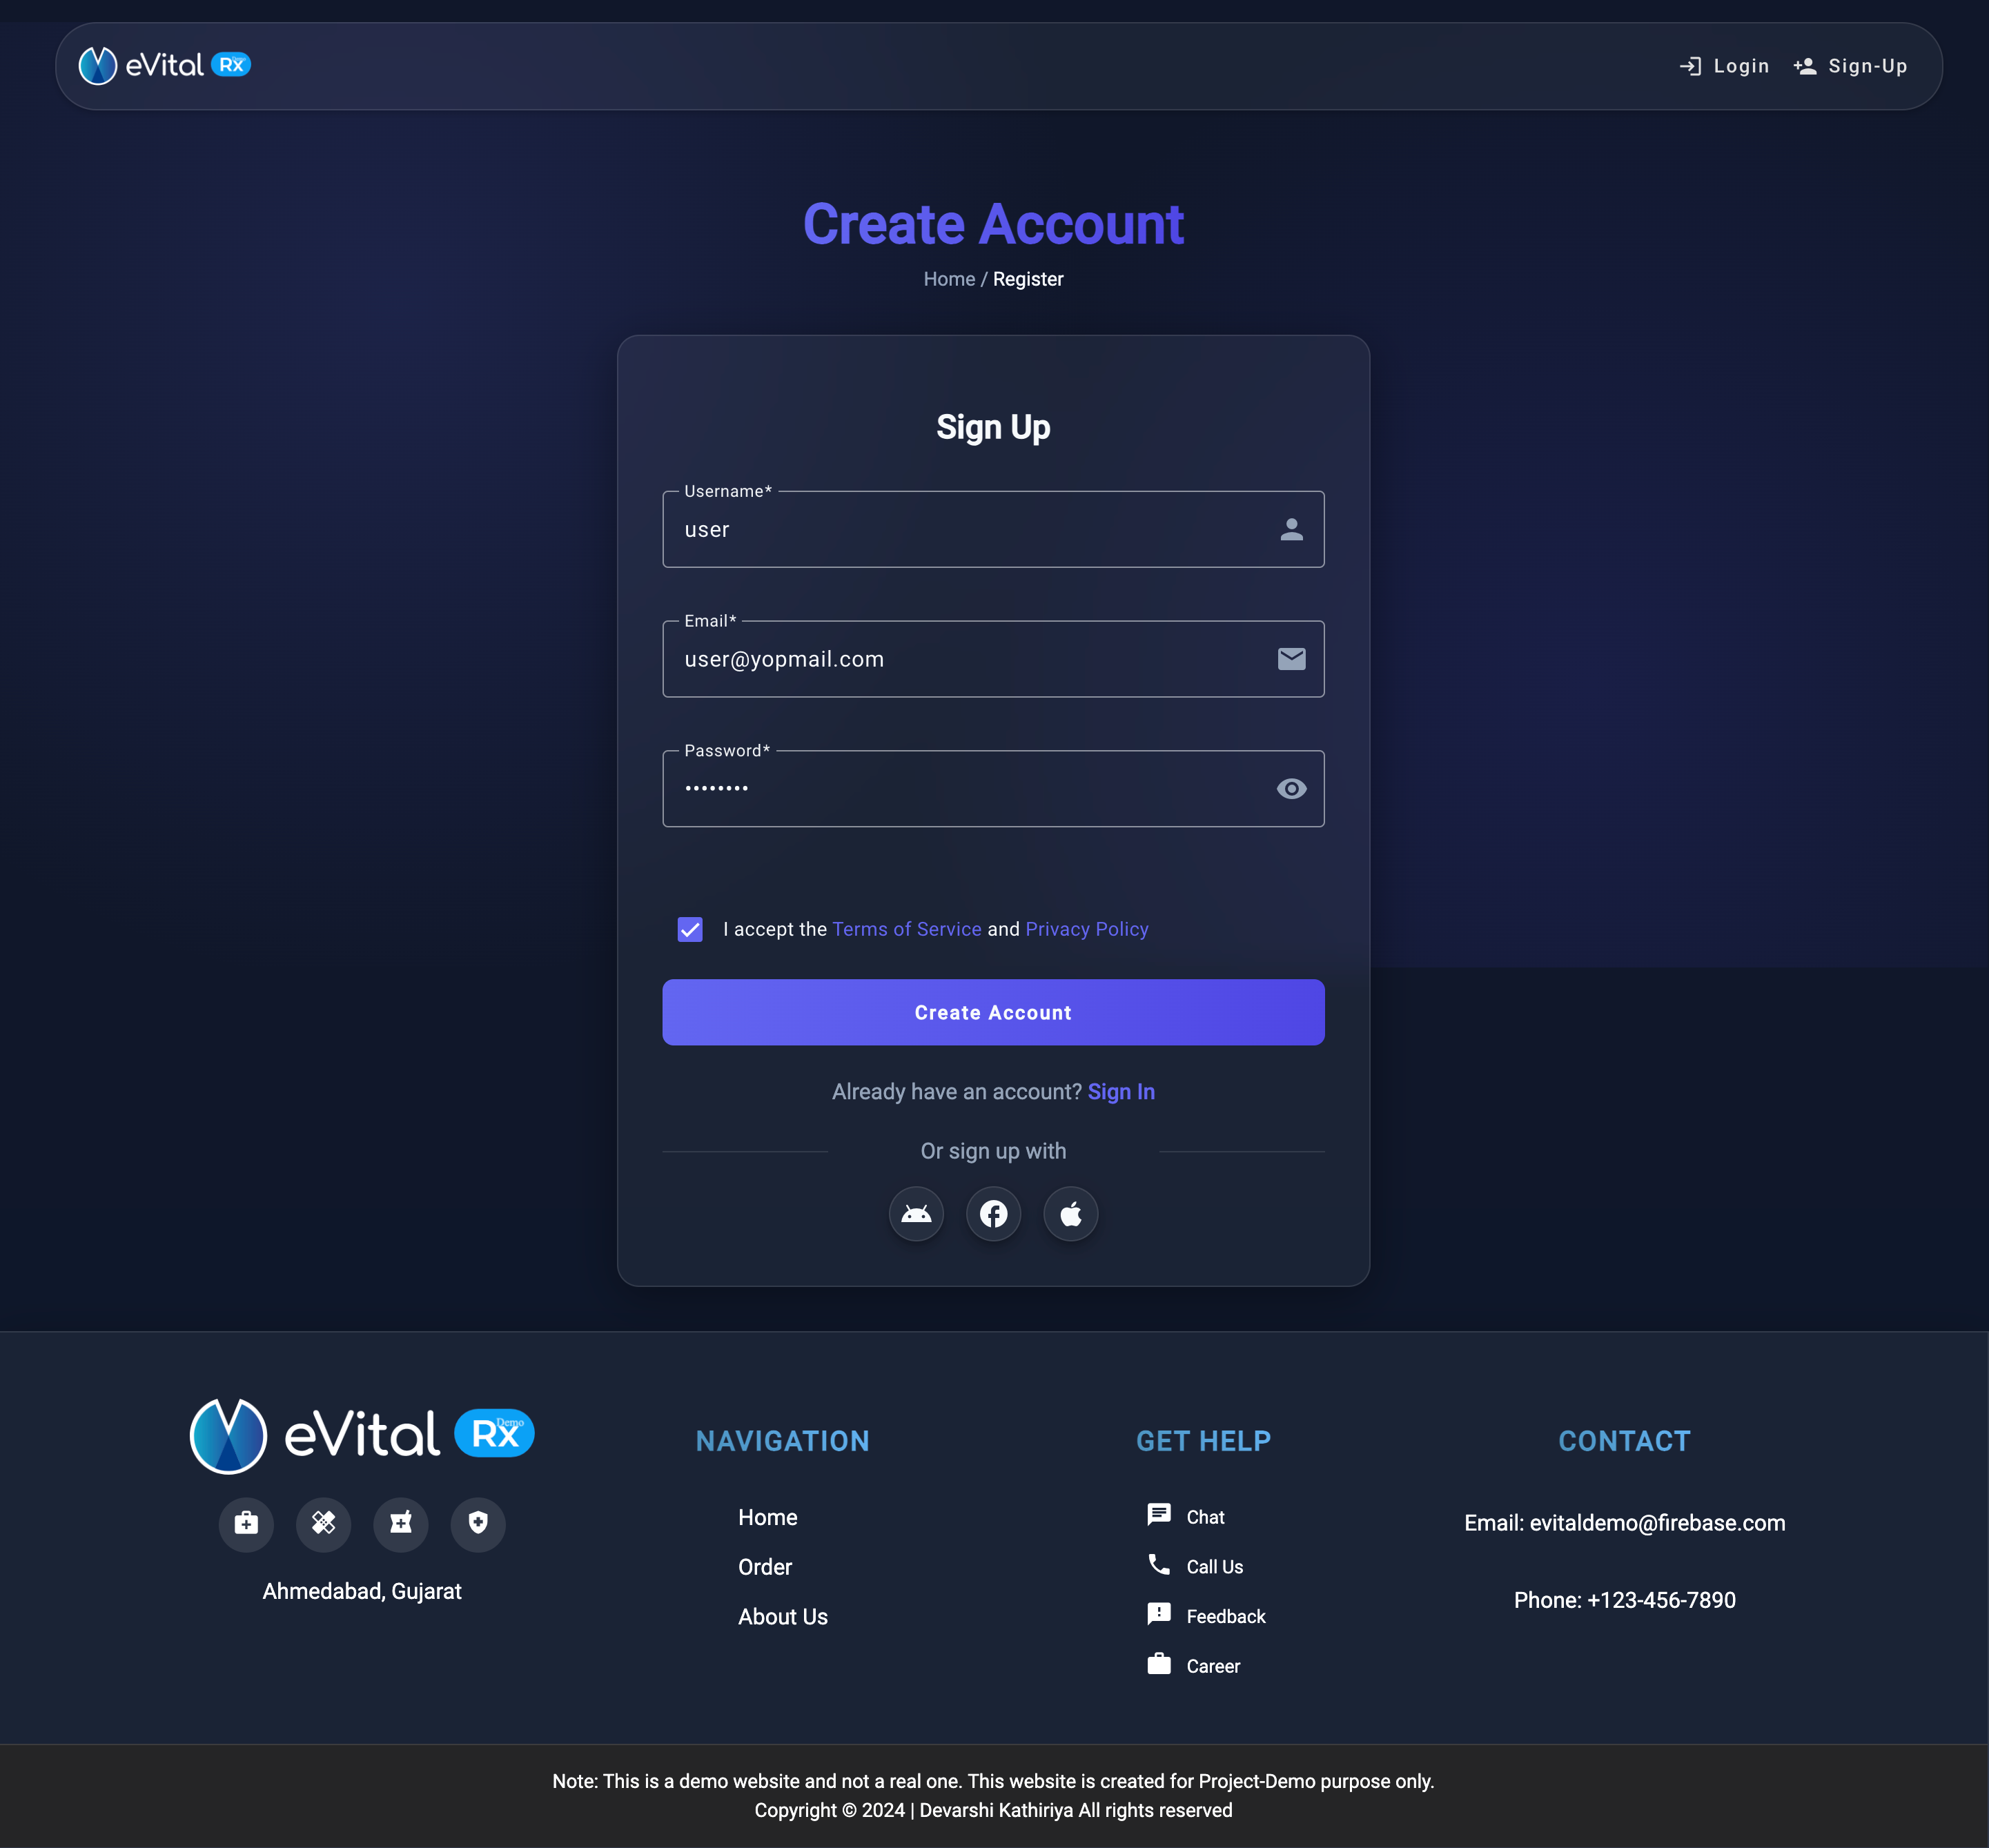 eVital Rx
Login
Sign-Up
Create Account
Home / Register
Sign Up
Username*
user
Email*
user@yopmail.com
Password*
••••••••
I accept the Terms of Service and Privacy Policy
Create Account
Already have an account? Sign In
Or sign up with
eVital Rx Demo
Ahmedabad, Gujarat
NAVIGATION
Home
Order
About Us
GET HELP
Chat
Call Us
Feedback
Career
CONTACT
Email: evitaldemo@firebase.com
Phone: +123-456-7890
Note: This is a demo website and not a real one. This website is created for Project-Demo purpose only.
Copyright © 2024 | Devarshi Kathiriya All rights reserved